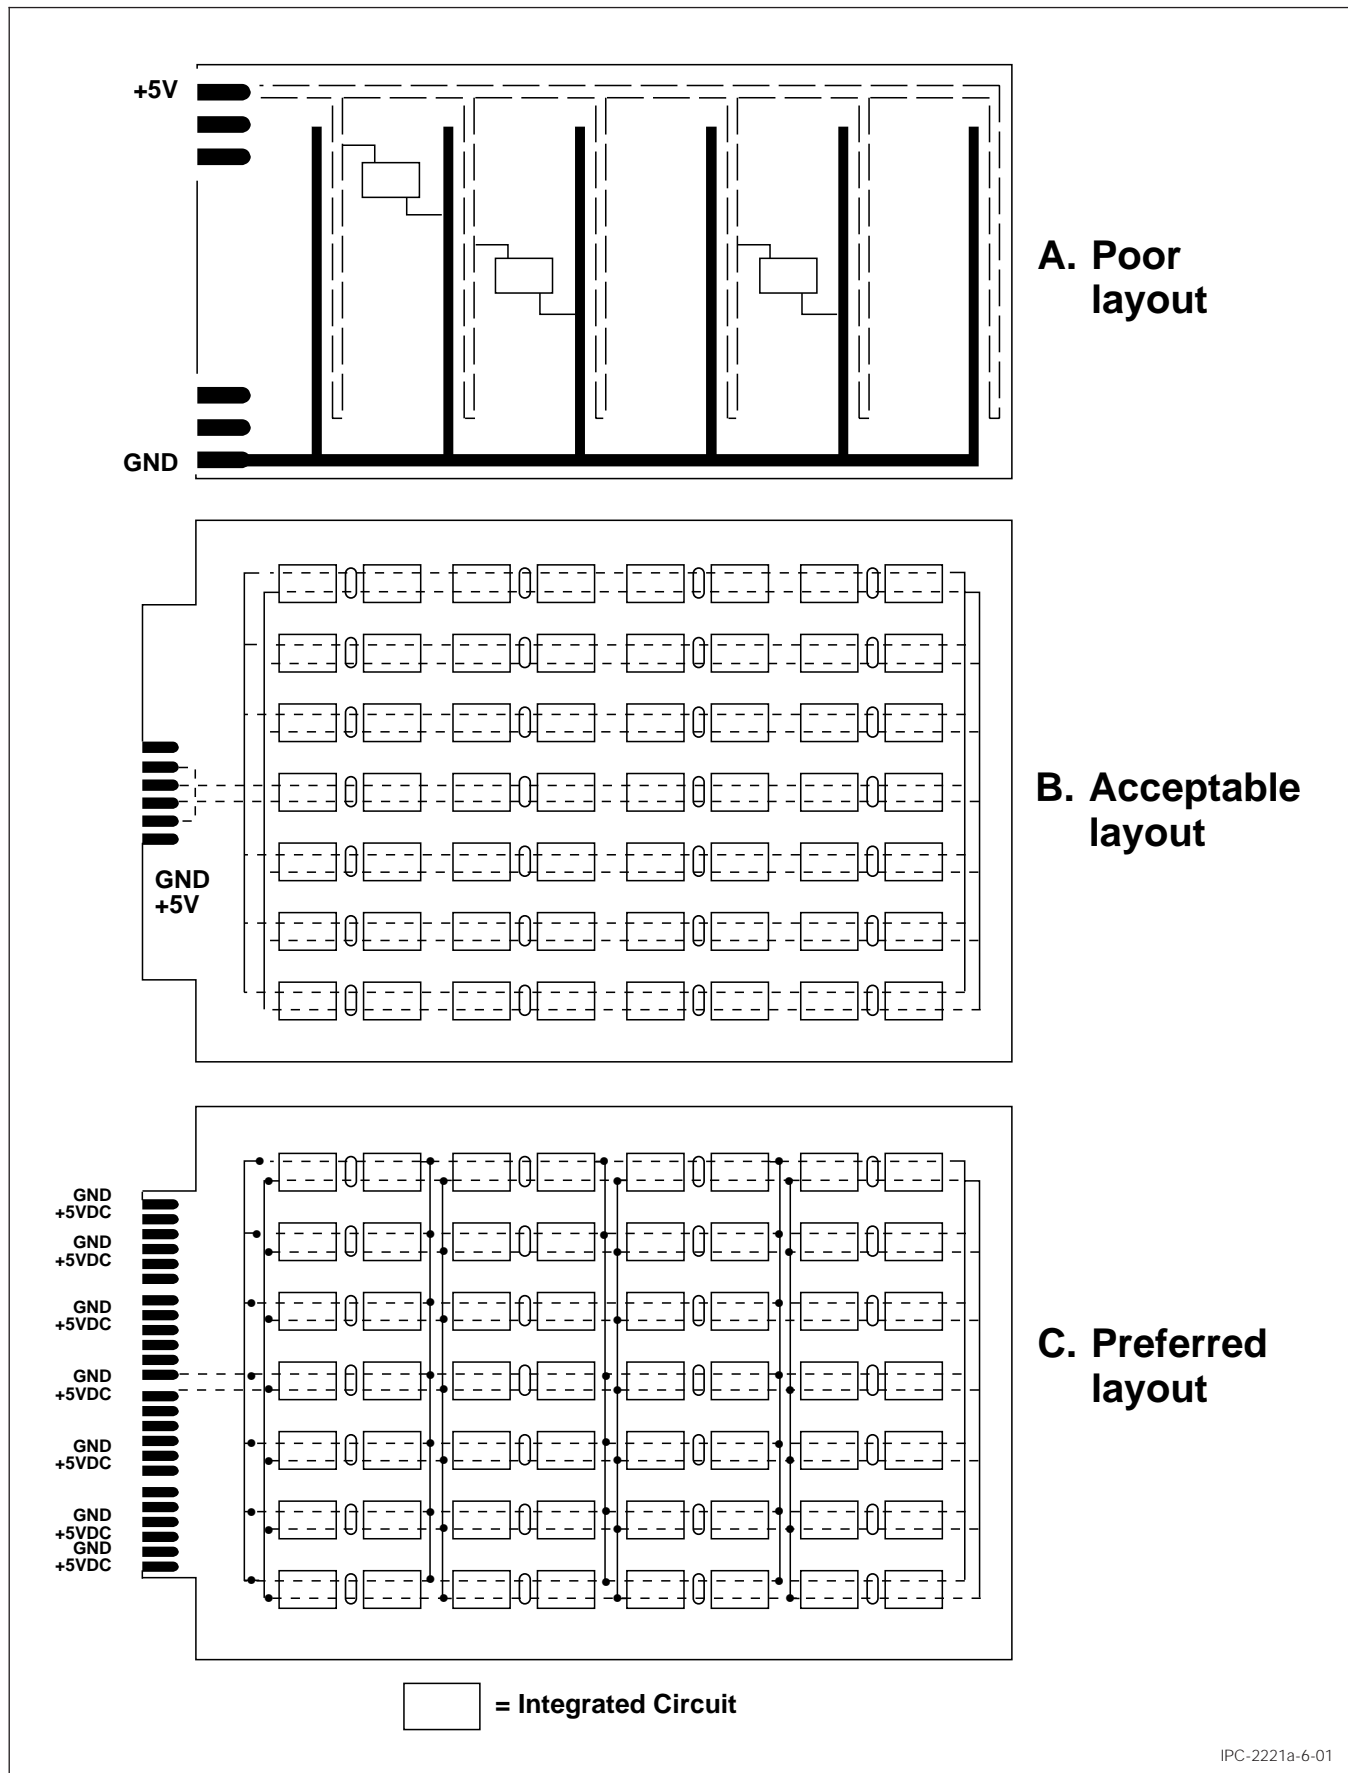 +5V
GND
A. Poor
layout
GND
+5V
B. Acceptable
layout
GND
+5VDC
GND
+5VDC
GND
+5VDC
GND
+5VDC
GND
+5VDC
GND
+5VDC
GND
+5VDC
C. Preferred
layout
= Integrated Circuit
IPC-2221a-6-01